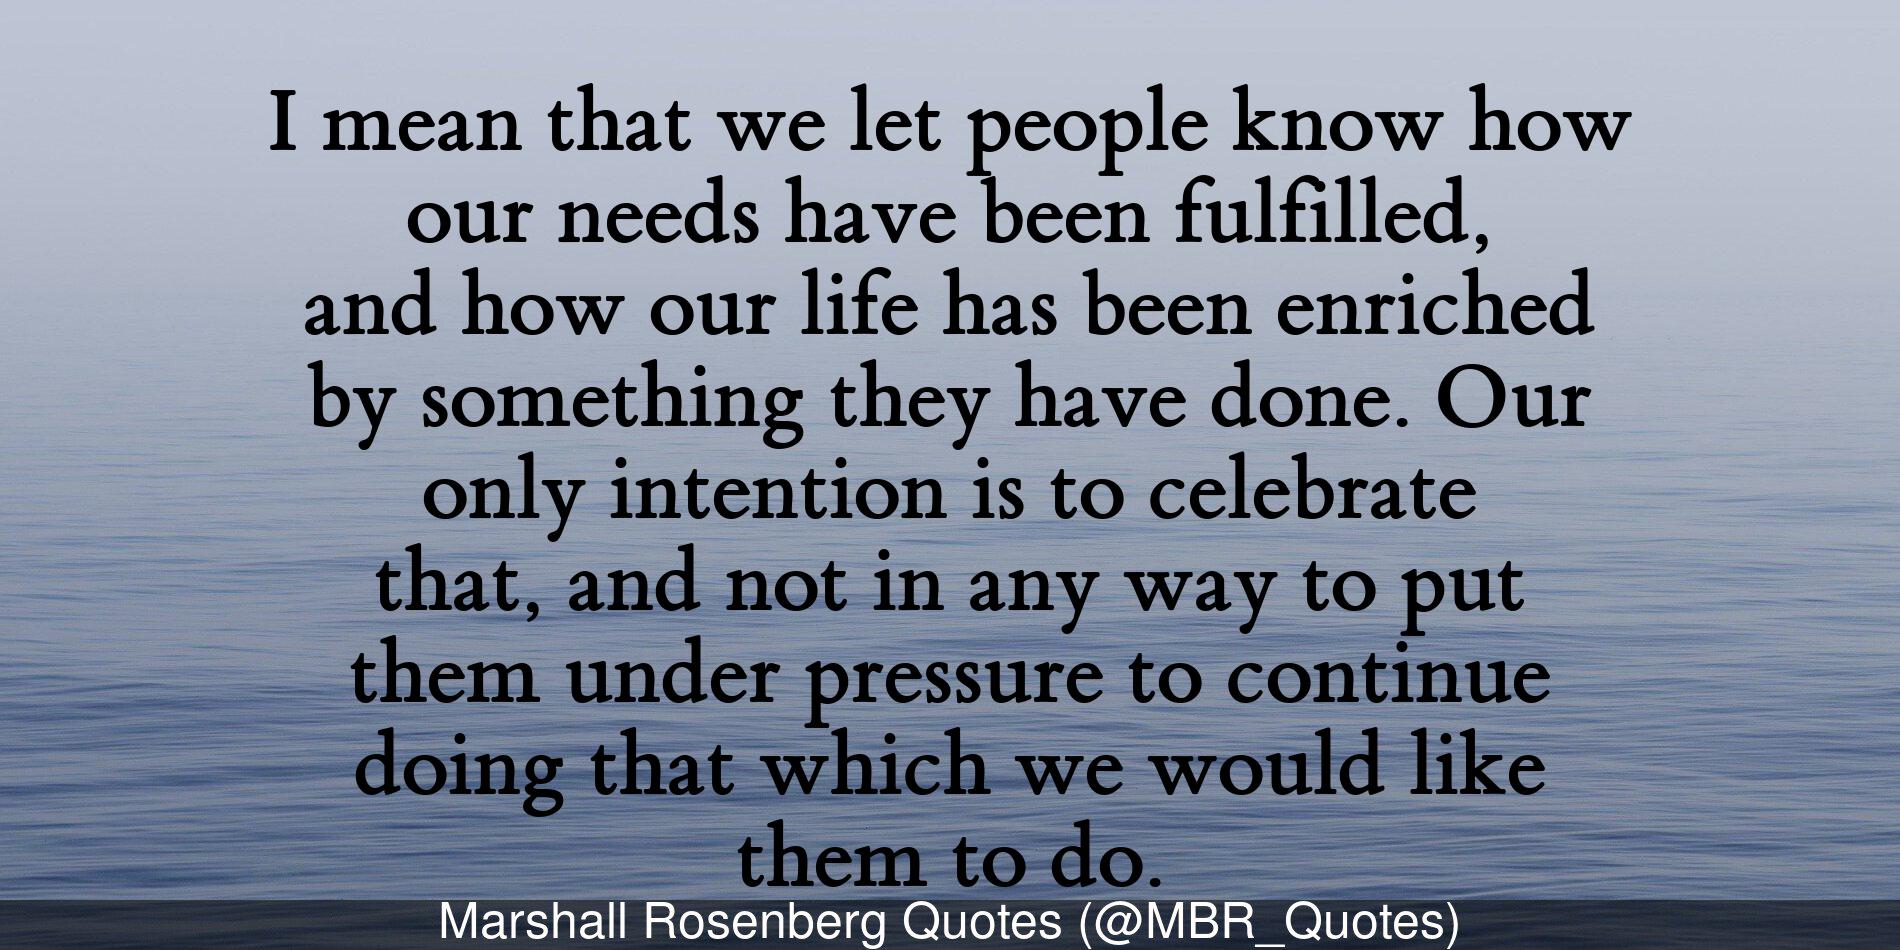 I mean that we let people know how
our needs have been fulfilled,
and how our life has been enriched
by something they have done. Our
only intention is to celebrate
that, and not in any way to put
them under pressure to continue
doing that which we would like
them to do.
Marshall Rosenberg Quotes (@MBR_Quotes)